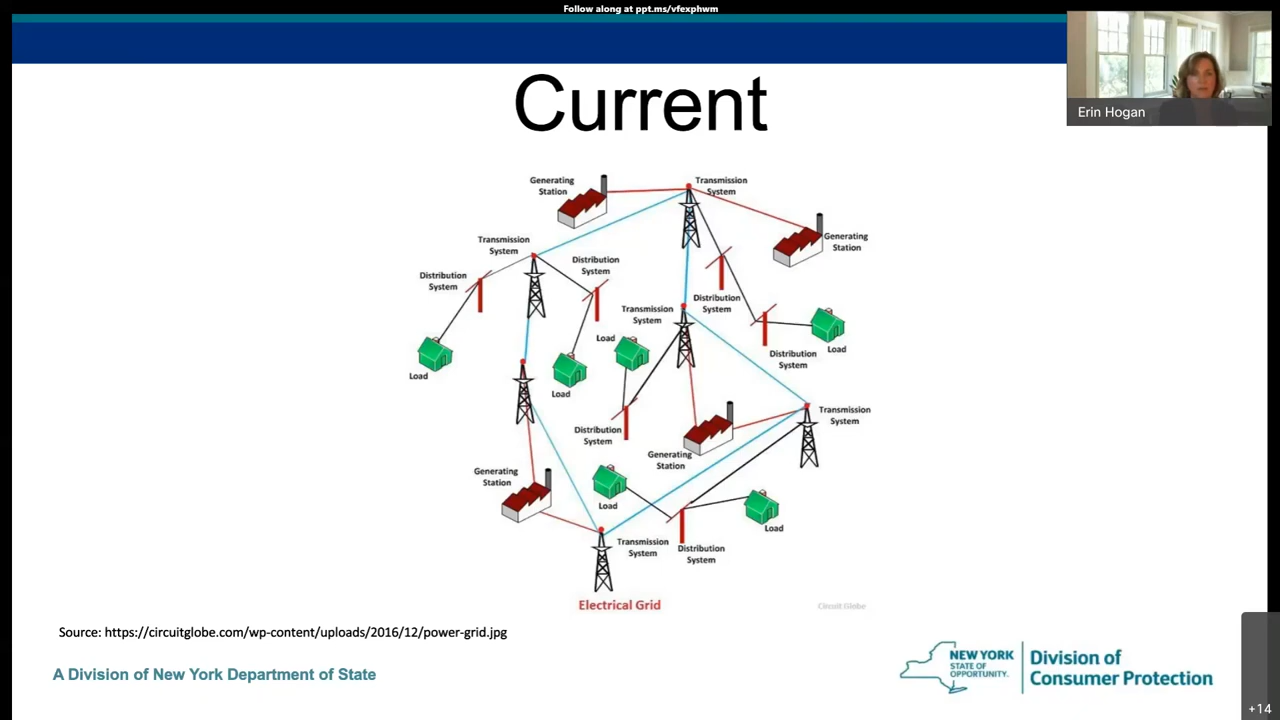 Follow along at ppt.ms/vfexphwm
Erin Hogan
Current
Generating
Station
Transmission
System
Generating
Station
Transmission
System
Distribution
System
Distribution
System
Distribution
System
Transmission
System
Load
Load
Load
Load
Distribution
System
Distribution
System
Transmission
System
Generating
Station
Generating
Station
Load
Load
Transmission
System
Distribution
System
Electrical Grid
Circuit Globe
Source: https://circuitglobe.com/wp-content/uploads/2016/12/power-grid.jpg
A Division of New York Department of State
NEW YORK
STATE OF
OPPORTUNITY.
Division of
Consumer Protection
+14